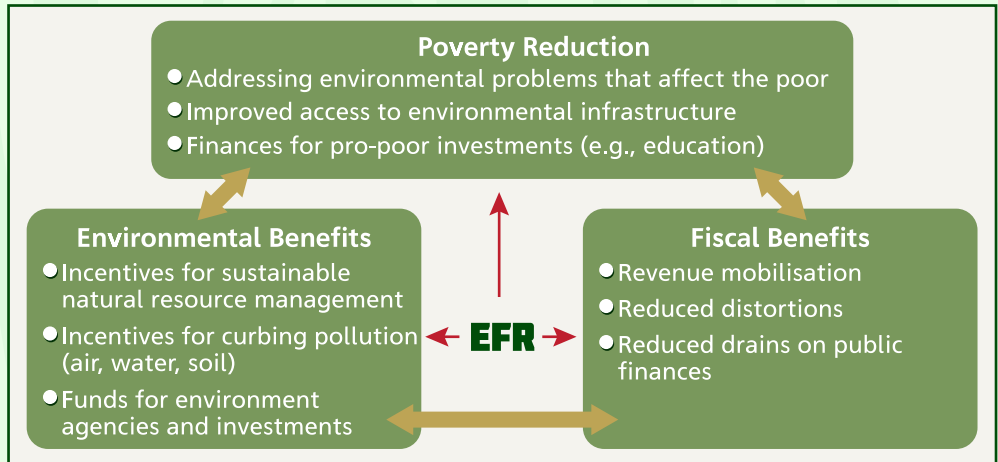 Poverty Reduction
●Addressing environmental problems that affect the poor
●Improved access to environmental infrastructure
●Finances for pro-poor investments (e.g., education)
Environmental Benefits
●Incentives for sustainable
natural resource management
●Incentives for curbing pollution
(air, water, soil)
●Funds for environment
agencies and investments
EFR
Fiscal Benefits
●Revenue mobilisation
●Reduced distortions
●Reduced drains on public
finances